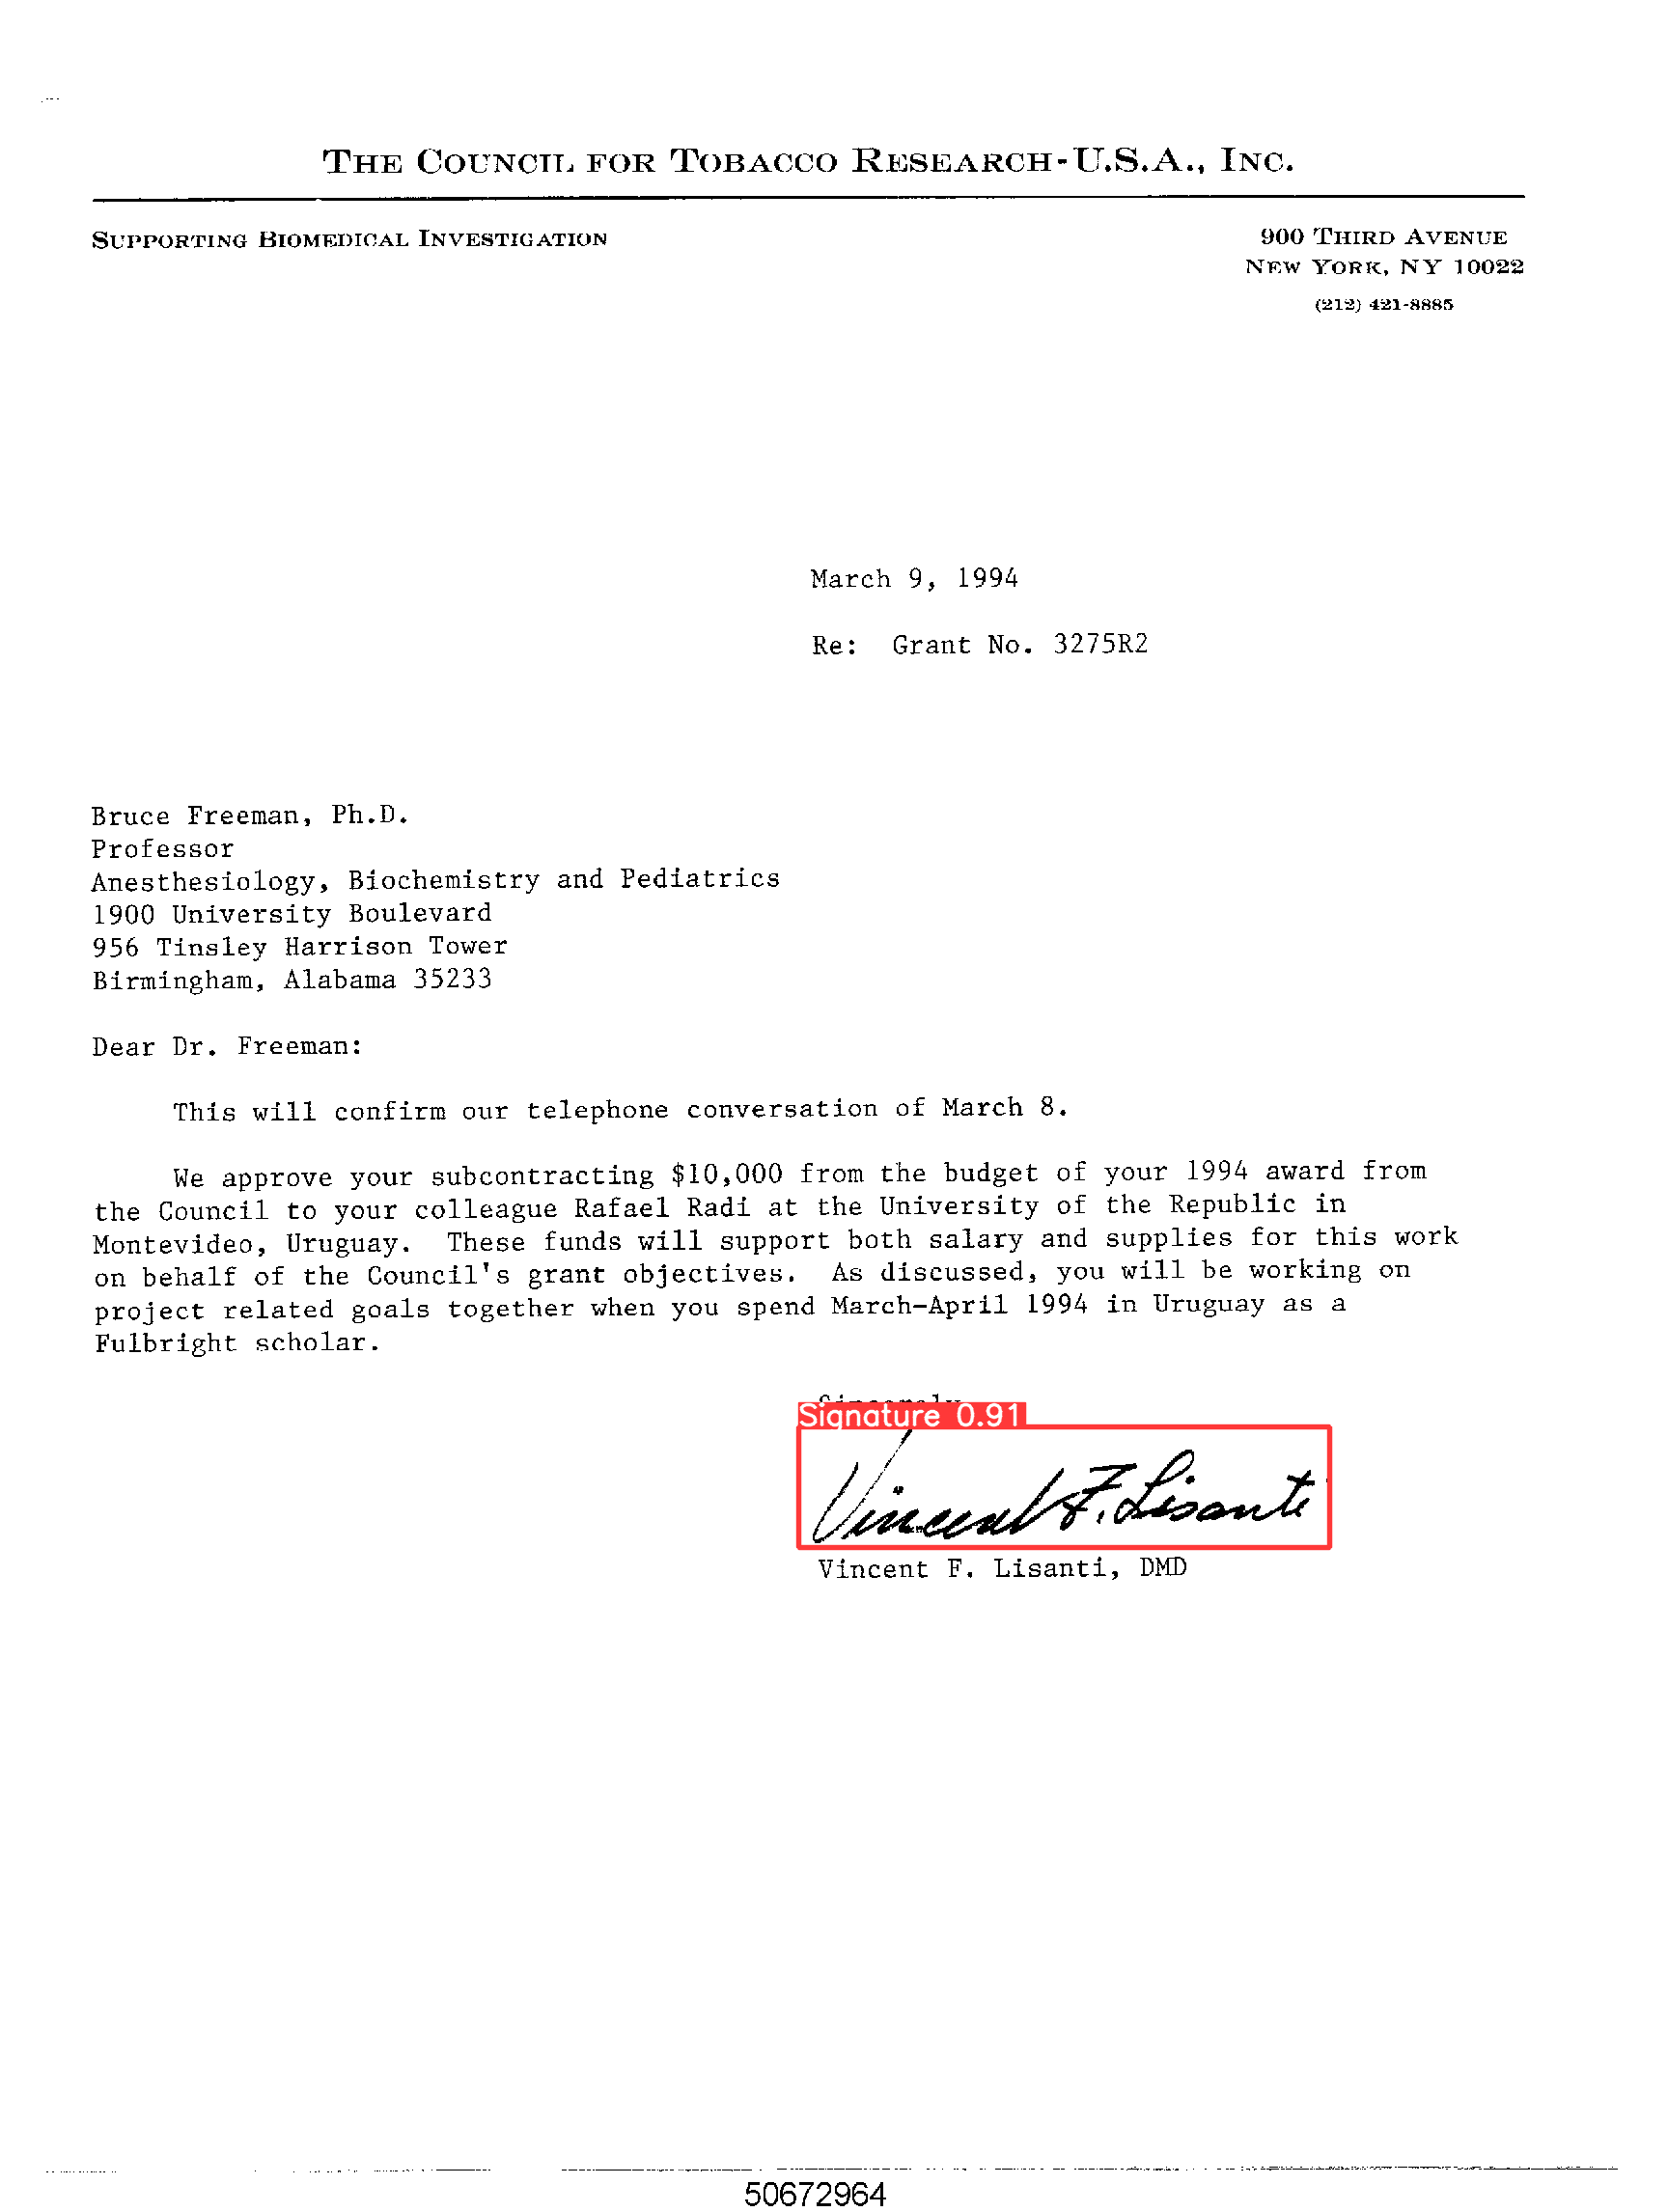 THE COUNCIL FOR TOBACCO RESEARCH-U.S.A., INC.
SUPPORTING BIOMEDICAL INVESTIGATION
900 THIRD AVENUE
NEW YORK, NY 10022
(212) 421-8885
March 9, 1994
Re: Grant No. 3275R2
Bruce Freeman, Ph.D.
Professor
Anesthesiology, Biochemistry and Pediatrics
1900 University Boulevard
956 Tinsley Harrison Tower
Birmingham, Alabama 35233
Dear Dr. Freeman:
This will confirm our telephone conversation of March 8.
We approve your subcontracting $10,000 from the budget of your 1994 award from
the Council to your colleague Rafael Radi at the University of the Republic in
Montevideo, Uruguay. These funds will support both salary and supplies for this work
on behalf of the Council's grant objectives. As discussed, you will be working on
project related goals together when you spend March-April 1994 in Uruguay as a
Fulbright scholar.
Signature 0.91
Vincent F. Lisanti
Vincent F. Lisanti, DMD
50672964